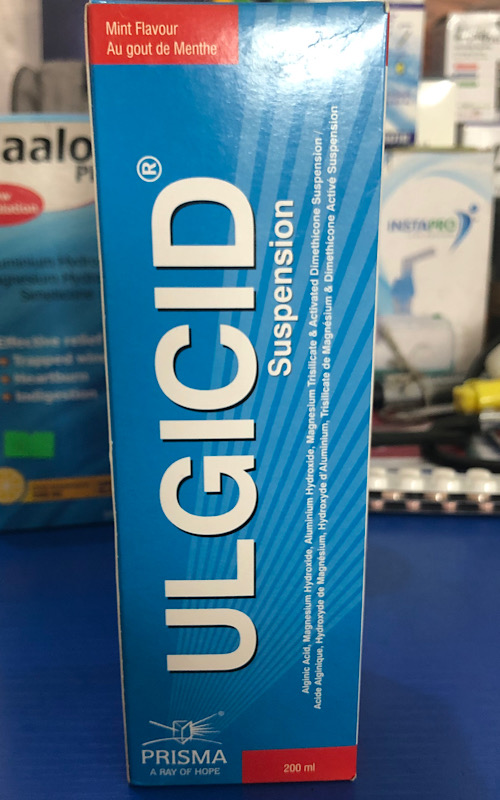 Mint Flavour
Au gout de Menthe
ULGICID®
Suspension
Alginic Acid, Magnesium Hydroxide, Aluminium Hydroxide, Magnesium Trisilicate & Activated Dimethicone Suspension /
Acide Alginique, Hydroxyde de Magnésium, Hydroxyde d'Aluminium, Trisilicate de Magnésium & Dimethicone Activé Suspension
®
PRISMA
A RAY OF HOPE
200 ml
aalo
INSTAPRO